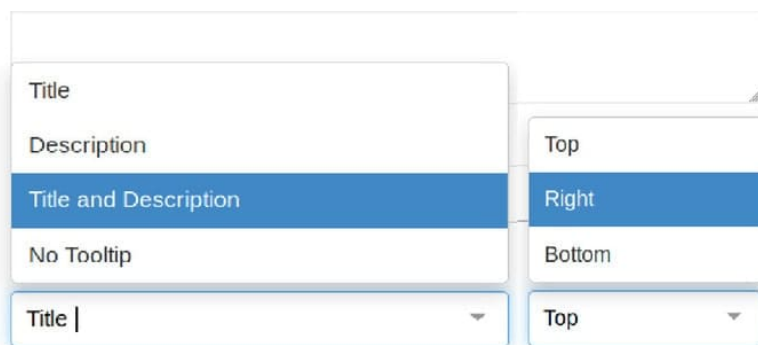 Title
Description
Title and Description
No Tooltip
Title
Top
Right
Bottom
Top